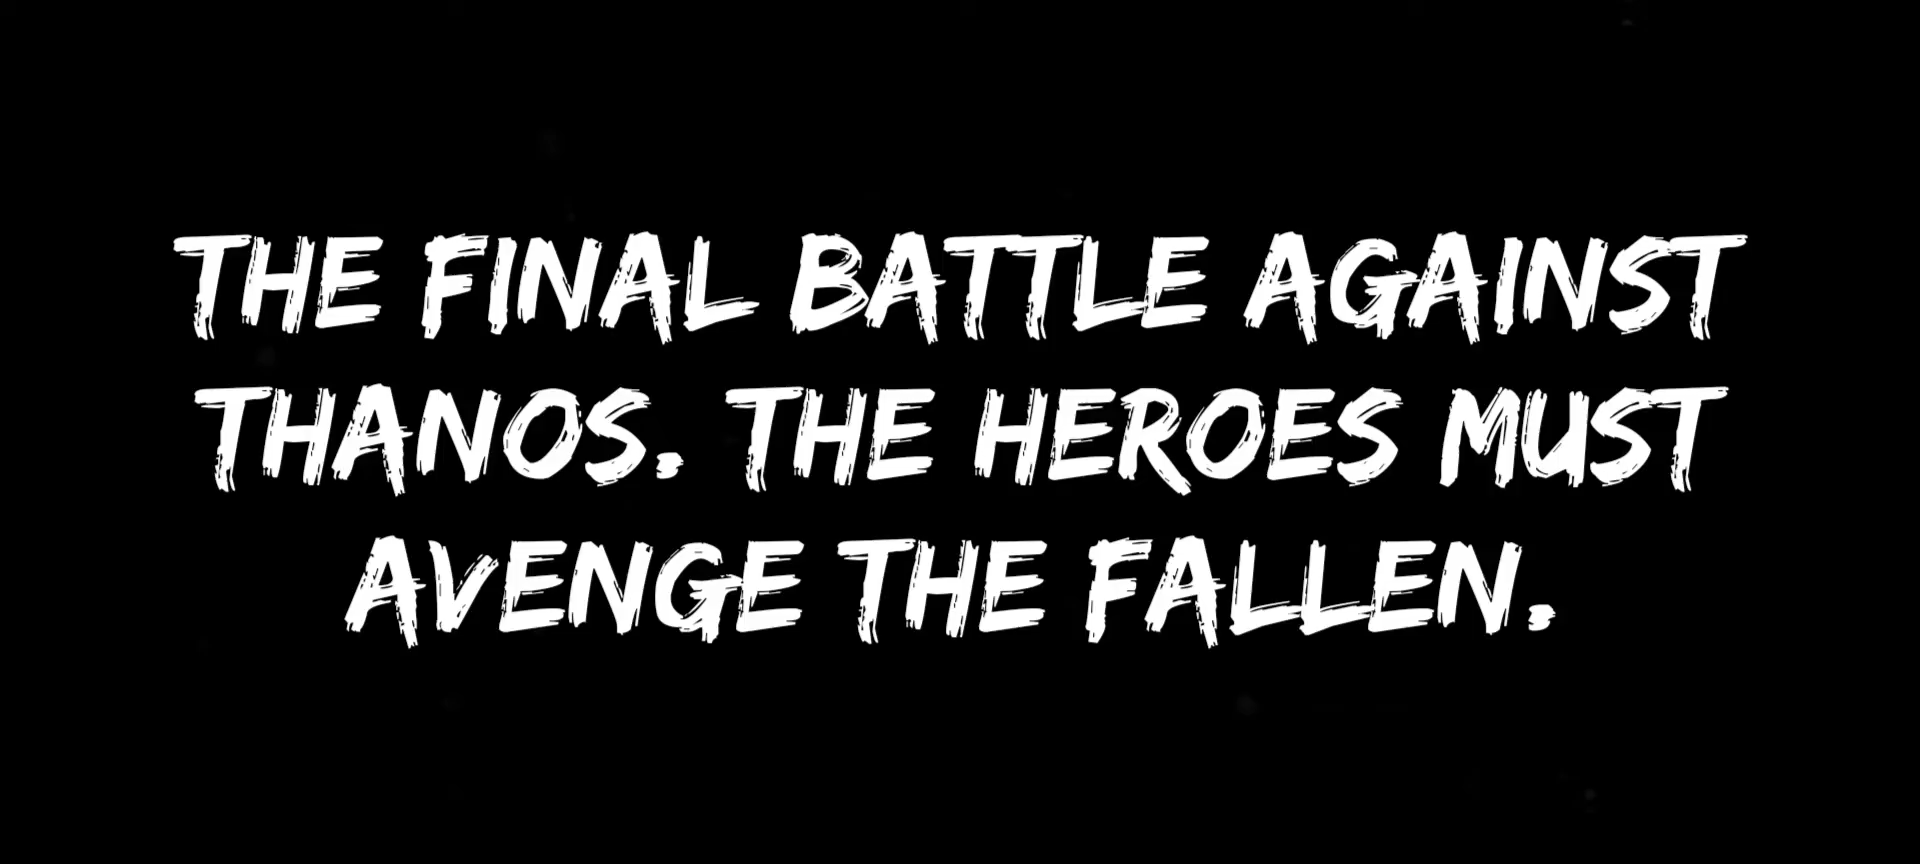 THE FINAL BATTLE AGAINST
THANOS. THE HEROES MUST
AVENGE THE FALLEN.